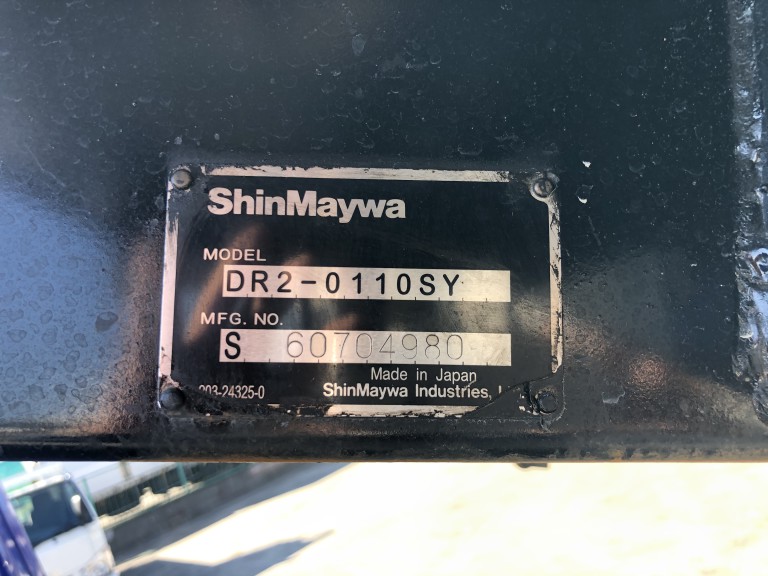 ShinMaywa
MODEL
DR2-0110SY
MFG. NO.
S 60704980
Made in Japan
203-24325-0 ShinMaywa Industries,